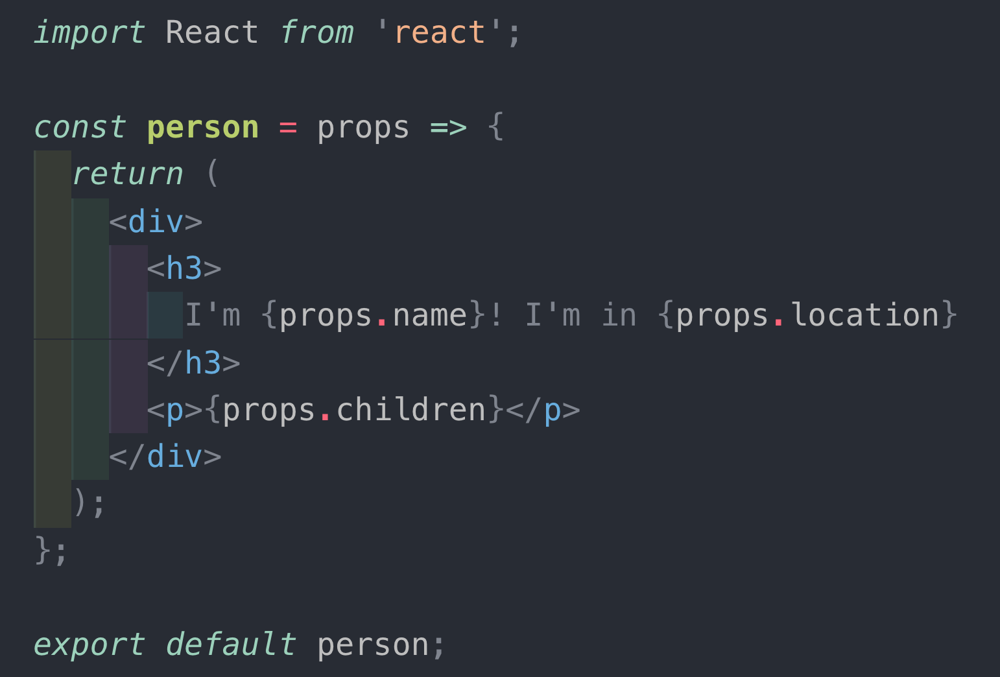 import React from 'react';
const person = props => {
return (
<div>
<h3>
I'm {props.name}! I'm in {props.location}
</h3>
<p>{props.children}</p>
</div>
);
};
export default person;